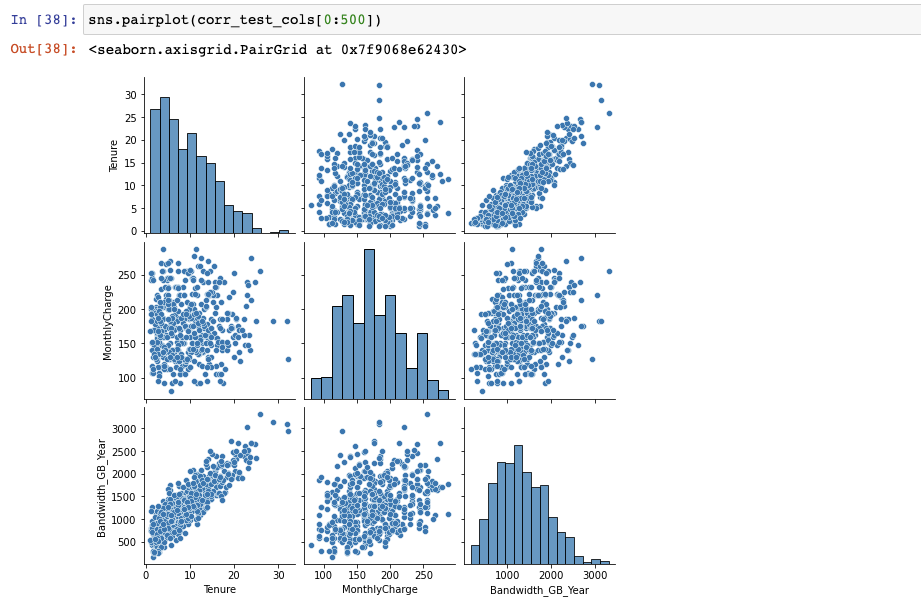 In [38]: sns.pairplot(corr_test_cols[0:500])
Out[38]: <seaborn.axisgrid.PairGrid at 0x7f9068e62430>
30
25
20
15
10
5
0
Tenure
250
200
150
100
MonthlyCharge
3000
2500
2000
1500
1000
500
Bandwidth_GB_Year
0 10 20 30
100 150 200 250
1000 2000 3000
Tenure
MonthlyCharge
Bandwidth_GB_Year